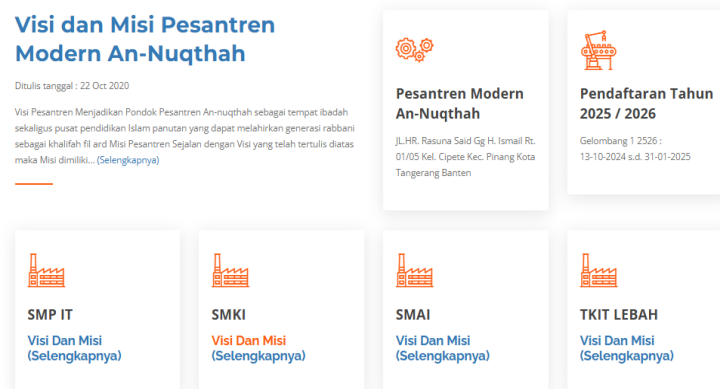 Visi dan Misi Pesantren
Modern An-Nuqthah
Ditulis tanggal : 22 Oct 2020
Visi Pesantren Menjadikan Pondok Pesantren An-nuqthah sebagai tempat ibadah
sekaligus pusat pendidikan Islam panutan yang dapat melahirkan generasi rabbani
sebagai khalifah fil ard Misi Pesantren Sejalan dengan Visi yang telah tertulis diatas
maka Misi dimiliki... (Selengkapnya)
Pesantren Modern
An-Nuqthah
JL.HR. Rasuna Said Gg H. Ismail Rt.
01/05 Kel. Cipete Kec. Pinang Kota
Tangerang Banten
Pendaftaran Tahun
2025 / 2026
Gelombang 1 2526 :
13-10-2024 s.d. 31-01-2025
SMP IT
Visi Dan Misi
(Selengkapnya)
SMKI
Visi Dan Misi
(Selengkapnya)
SMAI
Visi Dan Misi
(Selengkapnya)
TKIT LEBAH
Visi Dan Misi
(Selengkapnya)